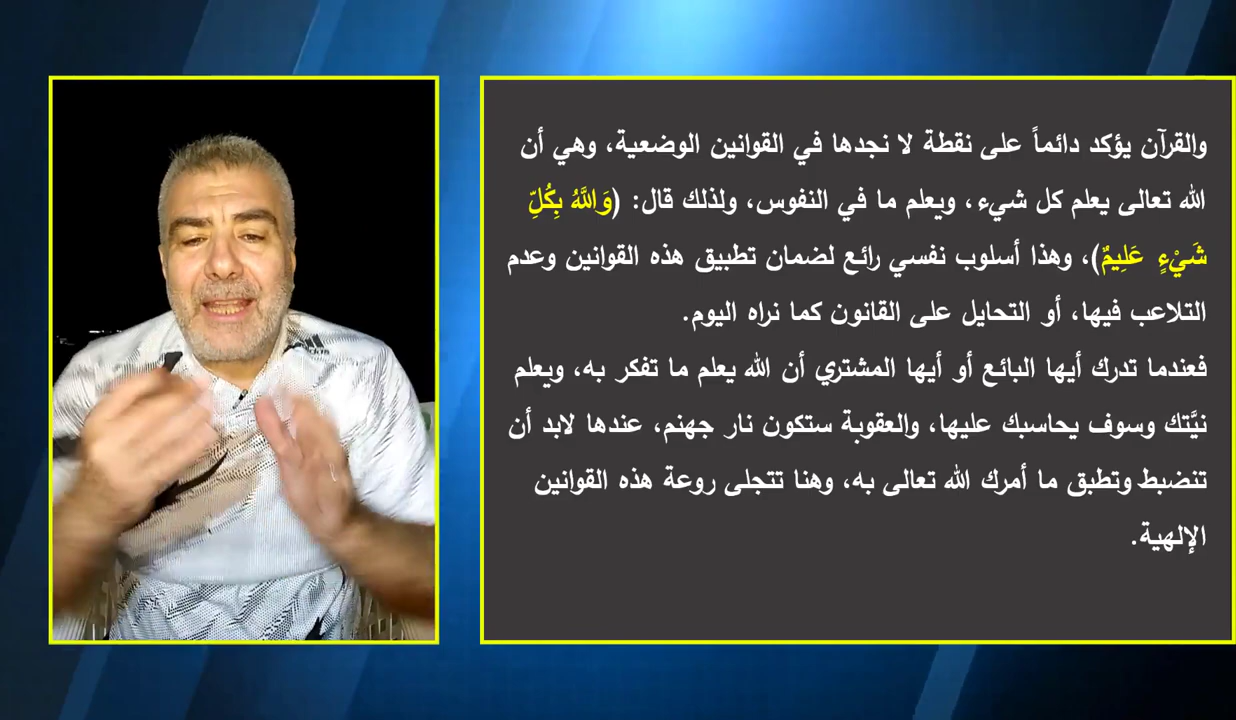 والقرآن يؤكد دائماً على نقطة لا نجدها في القوانين الوضعية، وهي أن
الله تعالى يعلم كل شيء، ويعلم ما في النفوس، ولذلك قال: (وَاللَّهُ بِكُلِّ
شَيْءٍ عَلِيمٌ)، وهذا أسلوب نفسي رائع لضمان تطبيق هذه القوانين وعدم
التلاعب فيها، أو التحايل على القانون كما نراه اليوم.
فعندما تدرك أيها البائع أو أيها المشتري أن الله يعلم ما تفكر به، ويعلم
نيَّتك وسوف يحاسبك عليها، والعقوبة ستكون نار جهنم، عندها لابد أن
تنضبط وتطبق ما أمرك الله تعالى به، وهنا تتجلى روعة هذه القوانين
الإلهية.
adidas